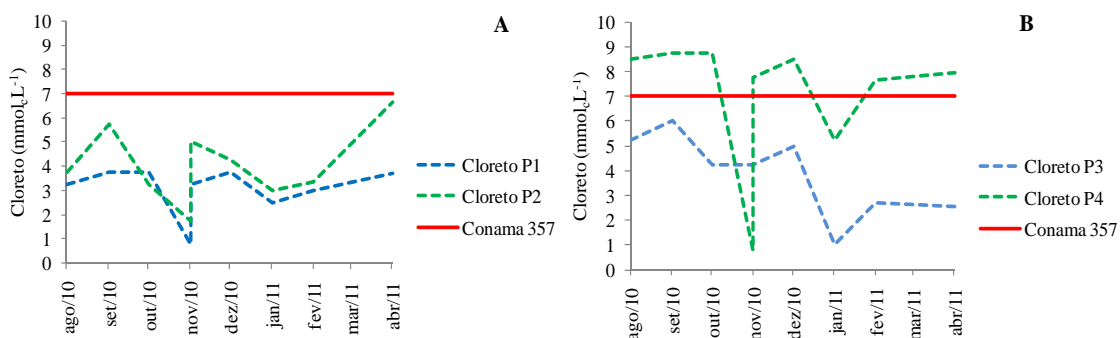 A
Cloreto (mmolcL-1)
10
9
8
7
6
5
4
3
2
1
0
ago/10
set/10
out/10
nov/10
dez/10
jan/11
fev/11
mar/11
abr/11
Cloreto P1
Cloreto P2
Conama 357
B
Cloreto (mmolcL-1)
10
9
8
7
6
5
4
3
2
1
0
ago/10
set/10
out/10
nov/10
dez/10
jan/11
fev/11
mar/11
abr/11
Cloreto P3
Cloreto P4
Conama 357